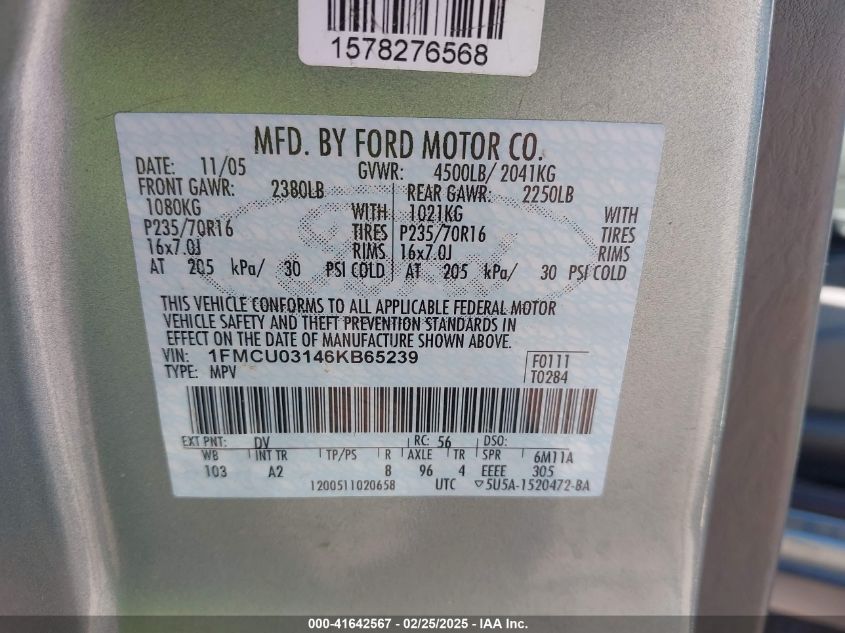 1578276568
MFD. BY FORD MOTOR CO.
DATE: 11/05 GVWR: 4500LB/ 2041KG
FRONT GAWR: 2380LB REAR GAWR: 2250LB
1080KG WITH 1021KG WITH
P235/70R16 TIRES P235/70R16 TIRES
16x7.0J RIMS 16x7.0J RIMS
AT 205 kPa/ 30 PSI COLD AT 205 kPa/ 30 PSI COLD
THIS VEHICLE CONFORMS TO ALL APPLICABLE FEDERAL MOTOR
VEHICLE SAFETY AND THEFT PREVENTION STANDARDS IN
EFFECT ON THE DATE OF MANUFACTURE SHOWN ABOVE.
VIN: 1FMCU03146KB65239 F0111
TYPE: MPV T0284
EXT PNT: DV RC: 56 DSO:
WB INT TR TP/PS R AXLE TR SPR 6M11A
103 A2 8 96 4 EEEE 305
1200511020658 UTC ▽5U5A-1520472-BA
000-41642567 - 02/25/2025 - IAA Inc.